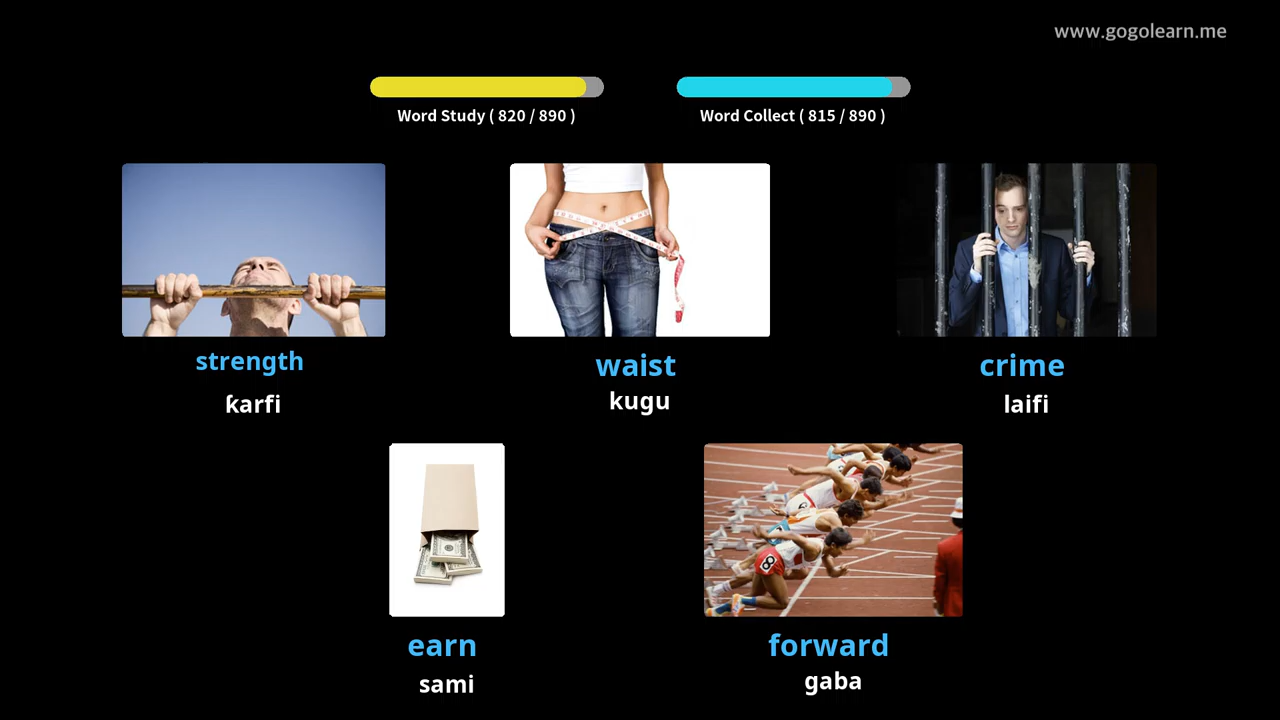 www.gogolearn.me
Word Study ( 820 / 890 )
Word Collect ( 815 / 890 )
strength
ƙarfi
waist
kugu
crime
laifi
8
earn
sami
forward
gaba